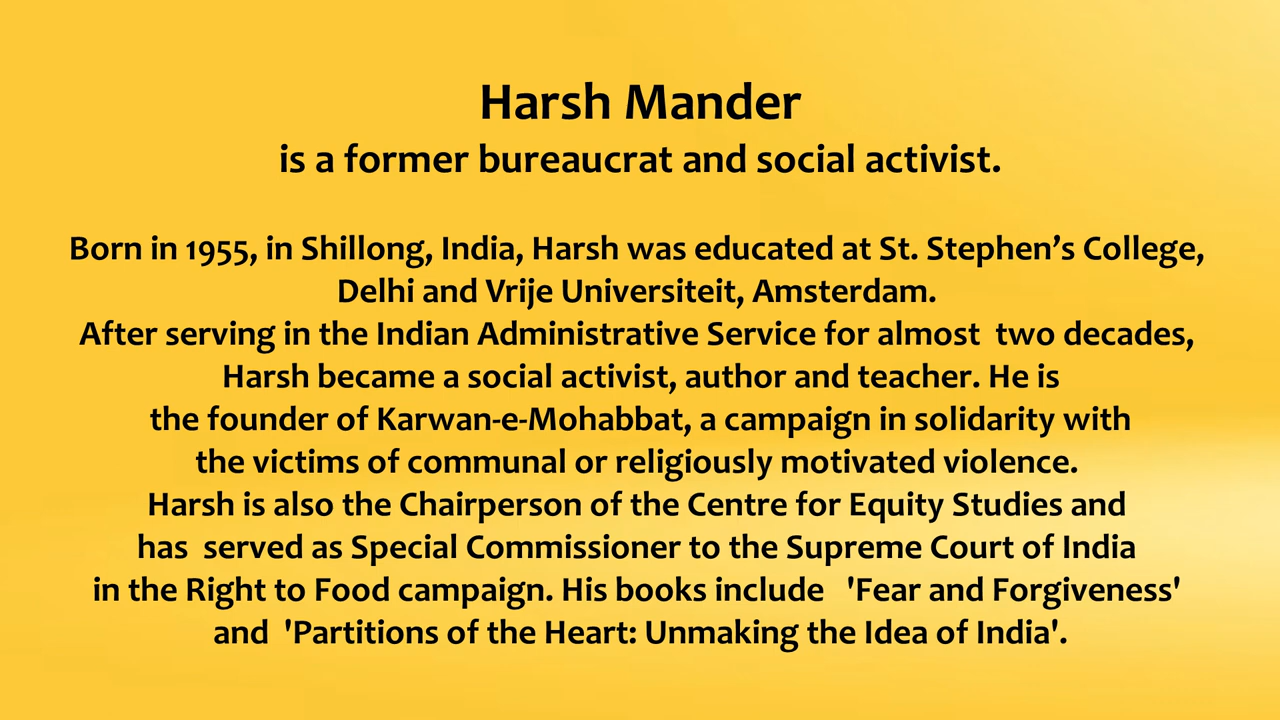 Harsh Mander
is a former bureaucrat and social activist.
Born in 1955, in Shillong, India, Harsh was educated at St. Stephen’s College,
Delhi and Vrije Universiteit, Amsterdam.
After serving in the Indian Administrative Service for almost  two decades,
Harsh became a social activist, author and teacher. He is
the founder of Karwan-e-Mohabbat, a campaign in solidarity with
the victims of communal or religiously motivated violence.
Harsh is also the Chairperson of the Centre for Equity Studies and
has  served as Special Commissioner to the Supreme Court of India
in the Right to Food campaign. His books include   'Fear and Forgiveness'
and  'Partitions of the Heart: Unmaking the Idea of India'.